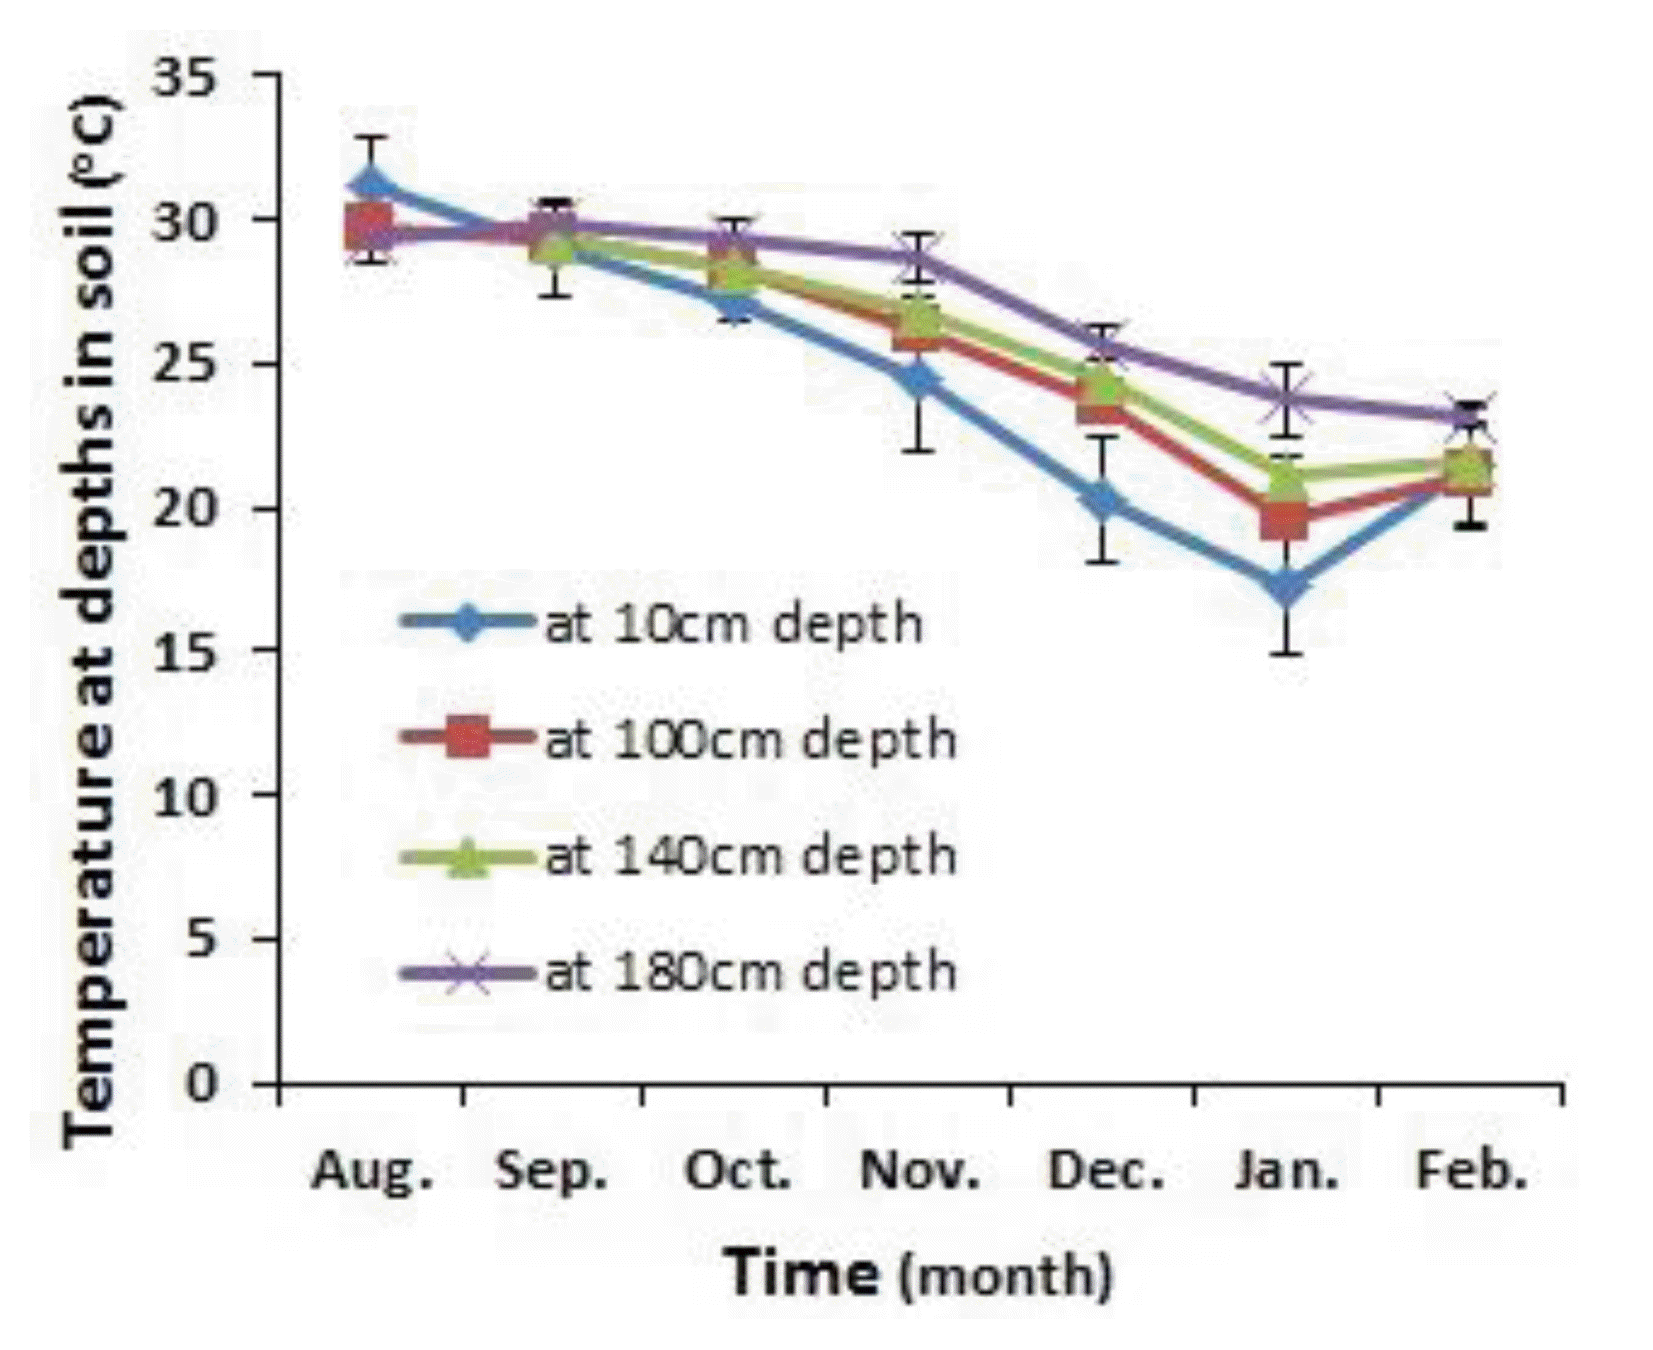 Temperature at depths in soil (°C)
35
30
25
20
15
10
5
0
at 10cm depth
at 100cm depth
at 140cm depth
at 180cm depth
Aug. Sep. Oct. Nov. Dec. Jan. Feb.
Time (month)